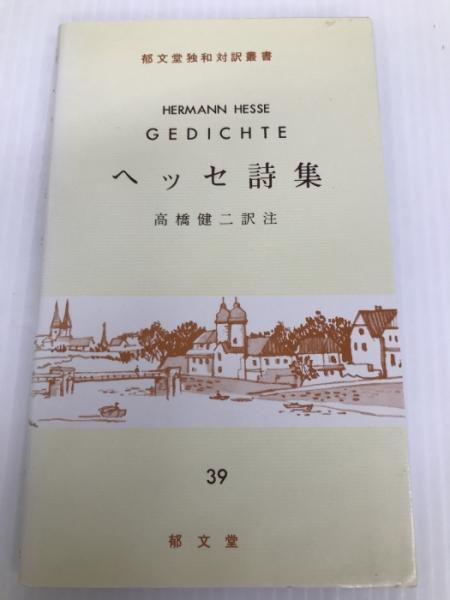 郁文堂独和対訳叢書
HERMANN HESSE
GEDICHTE
ヘッセ詩集
高橋健二訳注
39
郁文堂